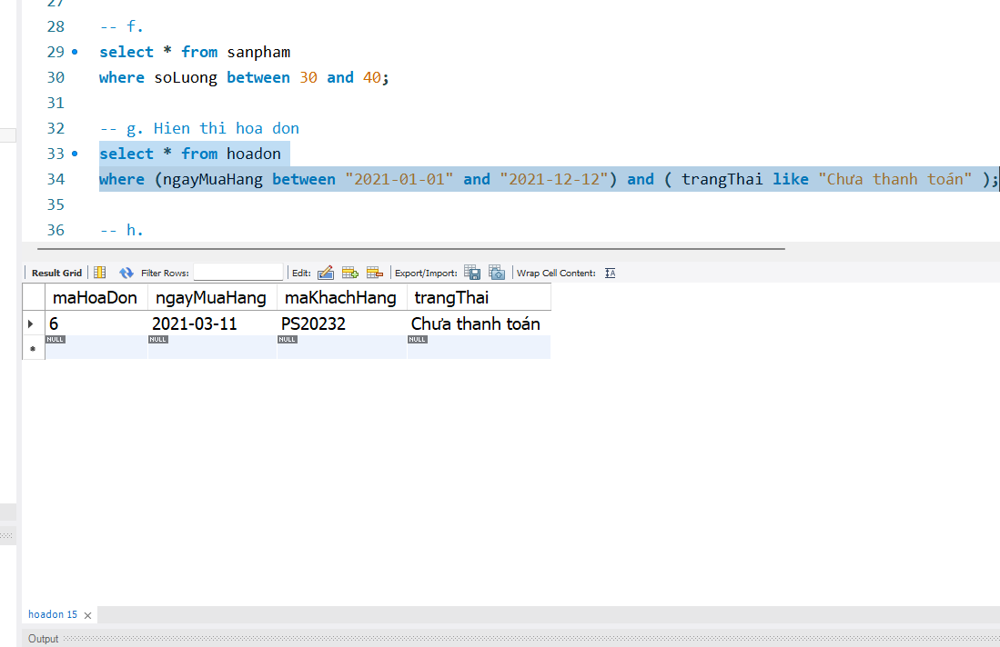 27
28 -- f.
29 select * from sanpham
30 where soLuong between 30 and 40;
31
32 -- g. Hien thi hoa don
33 select * from hoadon
34 where (ngayMuaHang between "2021-01-01" and "2021-12-12") and ( trangThai like "Chưa thanh toán" );
35
36 -- h.
Result Grid Filter Rows: Edit: Export/Import: Wrap Cell Content: IA
maHoaDon ngayMuaHang maKhachHang trangThai
6 2021-03-11 PS20232 Chưa thanh toán
NULL NULL NULL NULL
hoadon 15
Output